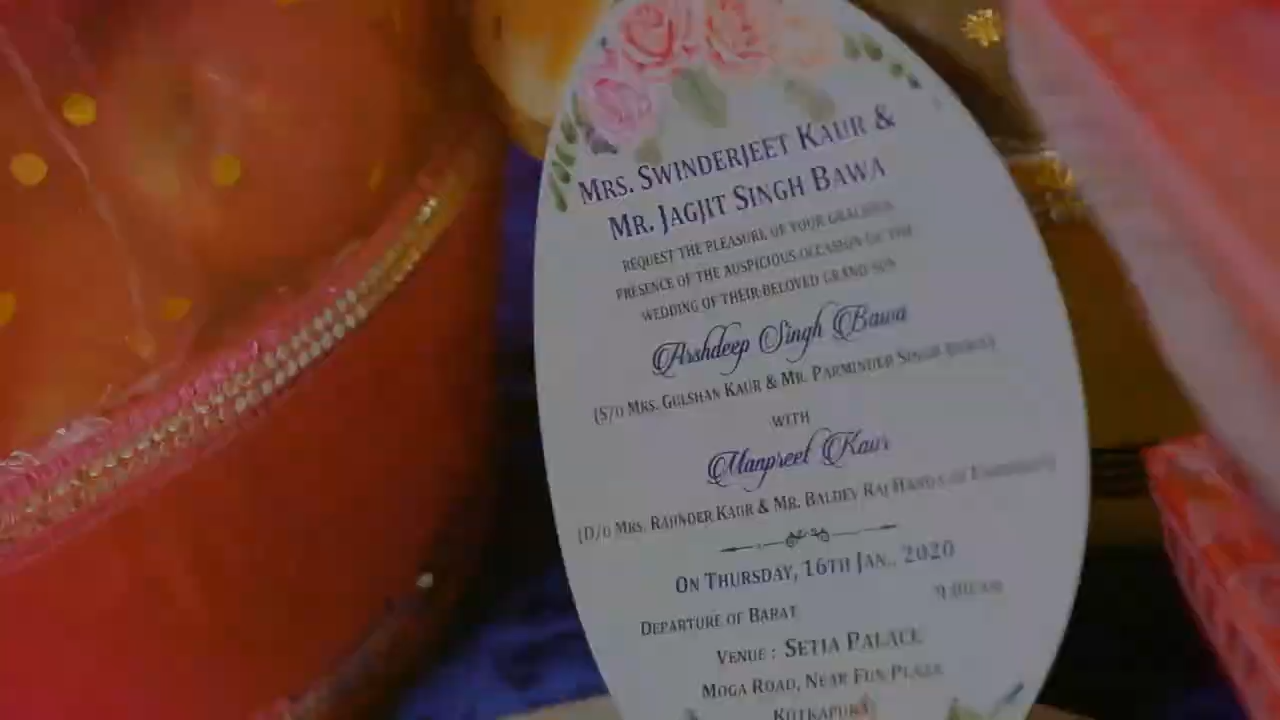 MRS. SWINDERJEET KAUR &
MR. JAGJIT SINGH BAWA
REQUEST THE PLEASURE OF YOUR GRACIOUS
PRESENCE OF THE AUSPICIOUS OCCASION OF THE
WEDDING OF THEIR BELOVED GRAND SON
Arshdeep Singh Bawa
(S/O MRS. GULSHAN KAUR & MR. PARMINDER SINGH
WITH
Manpreet Kaur
(D/O MRS. RAJINDER KAUR & MR. BALDEV RAJ
ON THURSDAY, 16TH JAN., 2020
DEPARTURE OF BARAT
VENUE : SETIA PALACE
MOGA ROAD, NEAR FUN PLAZA
KOTKAPURA